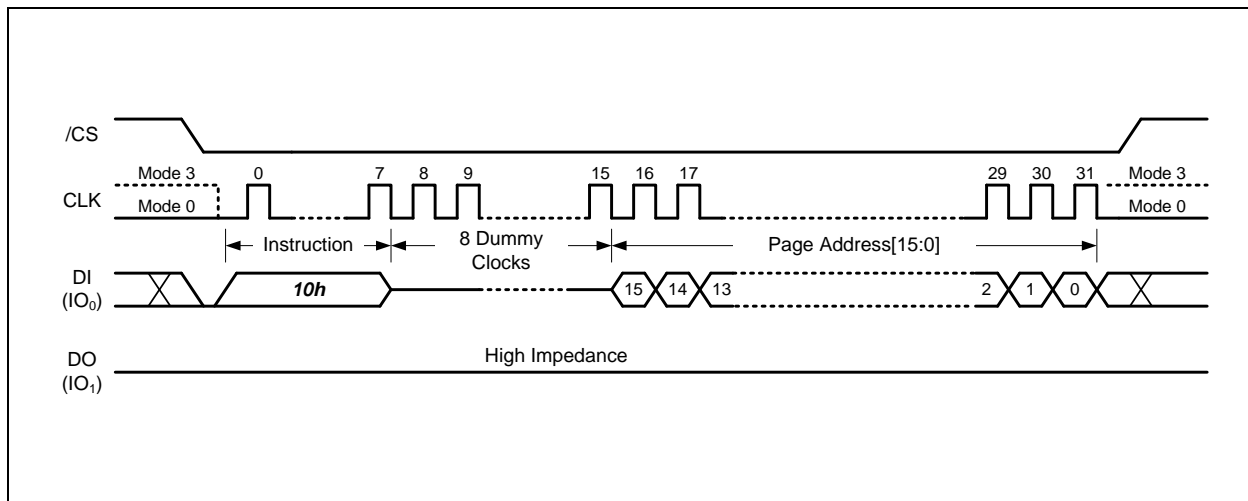 /CS
Mode 3 0 7 8 9 15 16 17 29 30 31 Mode 3
CLK
Mode 0 Mode 0
Instruction 8 Dummy Clocks Page Address[15:0]
DI (IO₀) 10h 15 14 13 2 1 0
High Impedance
DO
(IO₁)